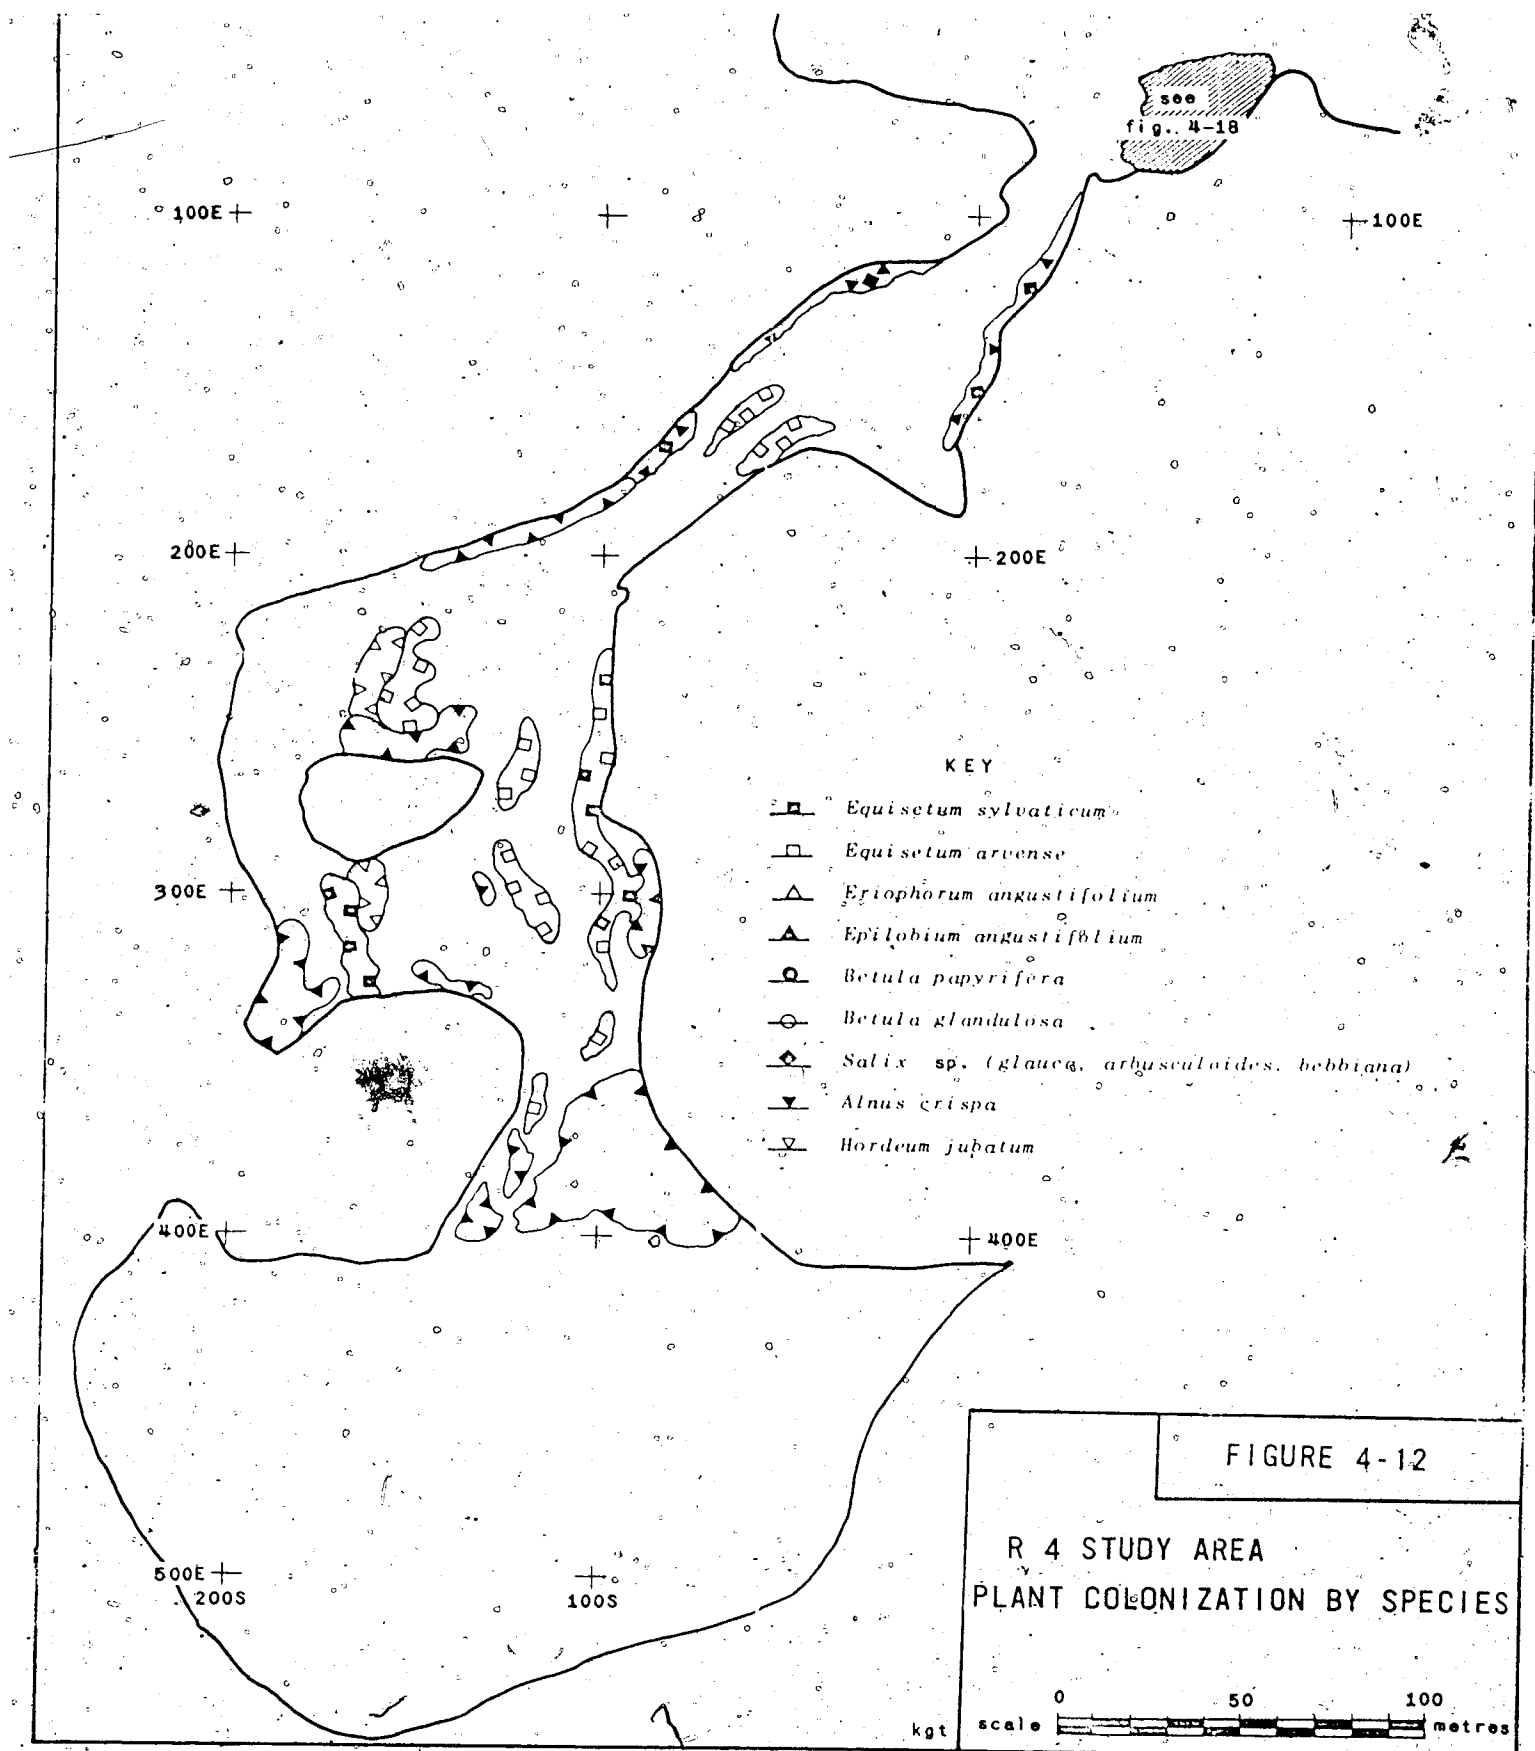 see
fig.. 4-18
100E
100E
200E
200E
KEY
Equisetum sylvaticum
Equisetum arvense
300E
Eriophorum angustifolium
Epilobium angustifolium
Betula papyrifera
Betula glandulosa
Salix sp. (glauca, arbusculoides, bebbiana)
Alnus crispa
Hordeum jubatum
400E
400E
FIGURE 4-12
R 4 STUDY AREA
PLANT COLONIZATION BY SPECIES
500E
200S
100S
0 50 100
kgt
scale
metres